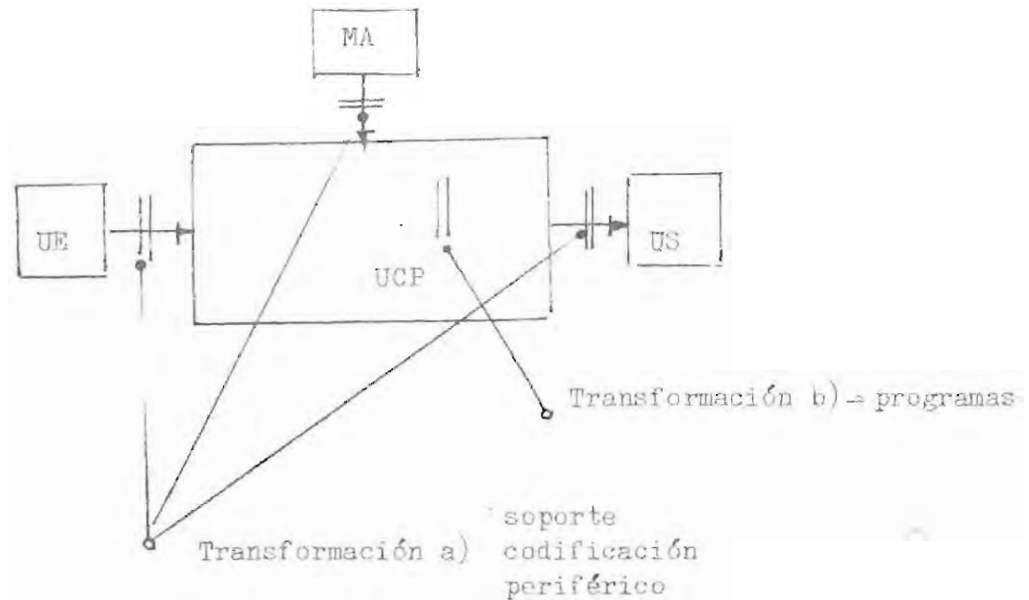 MA
UE
UCP
US
Transformación b) = programas
soporte
Transformación a) codificación
periférico